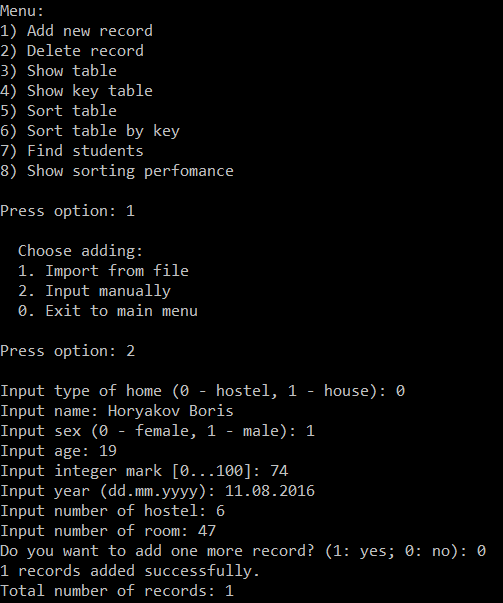 Menu:
1) Add new record
2) Delete record
3) Show table
4) Show key table
5) Sort table
6) Sort table by key
7) Find students
8) Show sorting perfomance
Press option: 1
Choose adding:
1. Import from file
2. Input manually
0. Exit to main menu
Press option: 2
Input type of home (0 - hostel, 1 - house): 0
Input name: Horyakov Boris
Input sex (0 - female, 1 - male): 1
Input age: 19
Input integer mark [0...100]: 74
Input year (dd.mm.yyyy): 11.08.2016
Input number of hostel: 6
Input number of room: 47
Do you want to add one more record? (1: yes; 0: no): 0
1 records added successfully.
Total number of records: 1